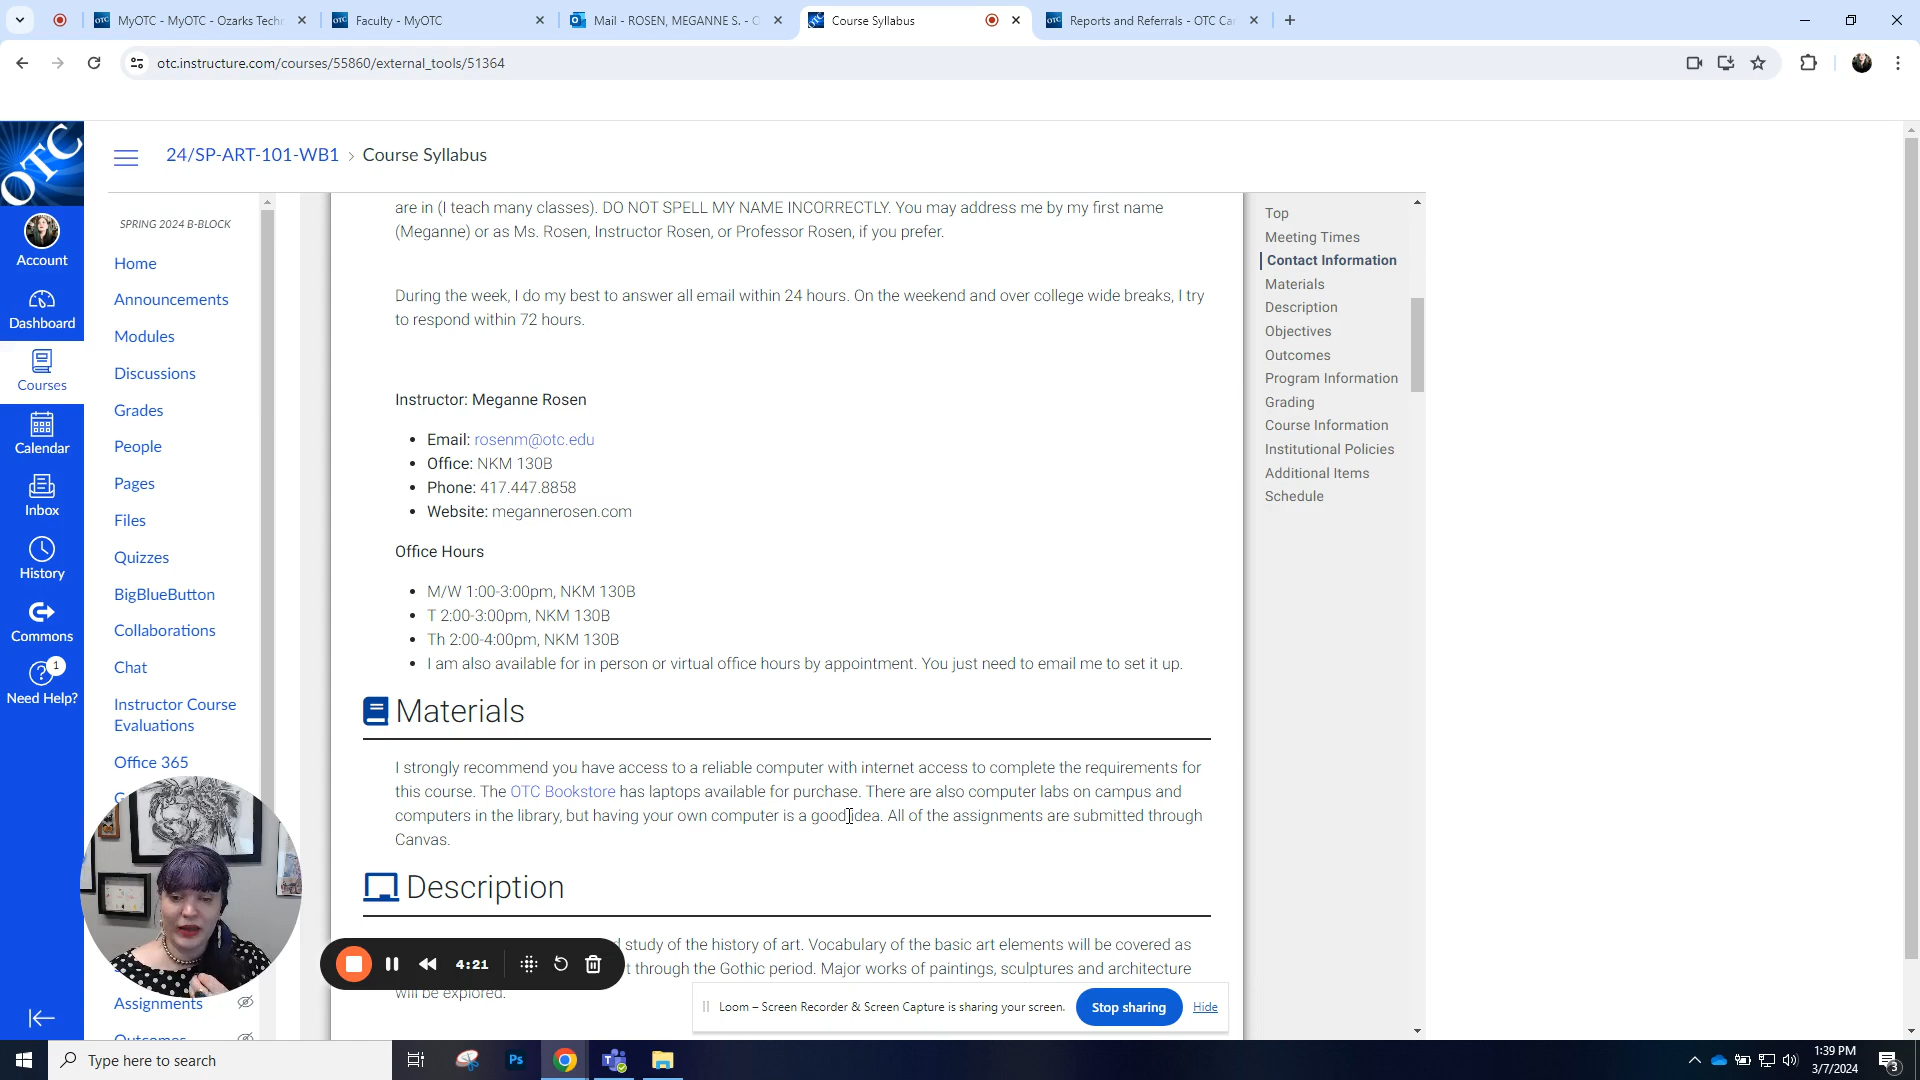 MyOTC - MyOTC - Ozarks Techn
Faculty - MyOTC
Mail - ROSEN, MEGANNE S. - O
Course Syllabus
Reports and Referrals - OTC Ca
otc.instructure.com/courses/55860/external_tools/51364
OTC
24/SP-ART-101-WB1 > Course Syllabus
Account
Dashboard
Courses
Calendar
Inbox
History
Commons
1
Need Help?
SPRING 2024 B-BLOCK
Home
Announcements
Modules
Discussions
Grades
People
Pages
Files
Quizzes
BigBlueButton
Collaborations
Chat
Instructor Course
Evaluations
Office 365
Assignments
Outcomes
are in (I teach many classes). DO NOT SPELL MY NAME INCORRECTLY. You may address me by my first name
(Meganne) or as Ms. Rosen, Instructor Rosen, or Professor Rosen, if you prefer.
During the week, I do my best to answer all email within 24 hours. On the weekend and over college wide breaks, I try
to respond within 72 hours.
Instructor: Meganne Rosen
• Email: rosenm@otc.edu
• Office: NKM 130B
• Phone: 417.447.8858
• Website: megannerosen.com
Office Hours
• M/W 1:00-3:00pm, NKM 130B
• T 2:00-3:00pm, NKM 130B
• Th 2:00-4:00pm, NKM 130B
• I am also available for in person or virtual office hours by appointment. You just need to email me to set it up.
Materials
I strongly recommend you have access to a reliable computer with internet access to complete the requirements for
this course. The OTC Bookstore has laptops available for purchase. There are also computer labs on campus and
computers in the library, but having your own computer is a good idea. All of the assignments are submitted through
Canvas.
Description
study of the history of art. Vocabulary of the basic art elements will be covered as
through the Gothic period. Major works of paintings, sculptures and architecture
will be explored.
Top
Meeting Times
Contact Information
Materials
Description
Objectives
Outcomes
Program Information
Grading
Course Information
Institutional Policies
Additional Items
Schedule
4:21
Loom – Screen Recorder & Screen Capture is sharing your screen.
Stop sharing
Hide
Type here to search
Ps
1:39 PM
3/7/2024
3